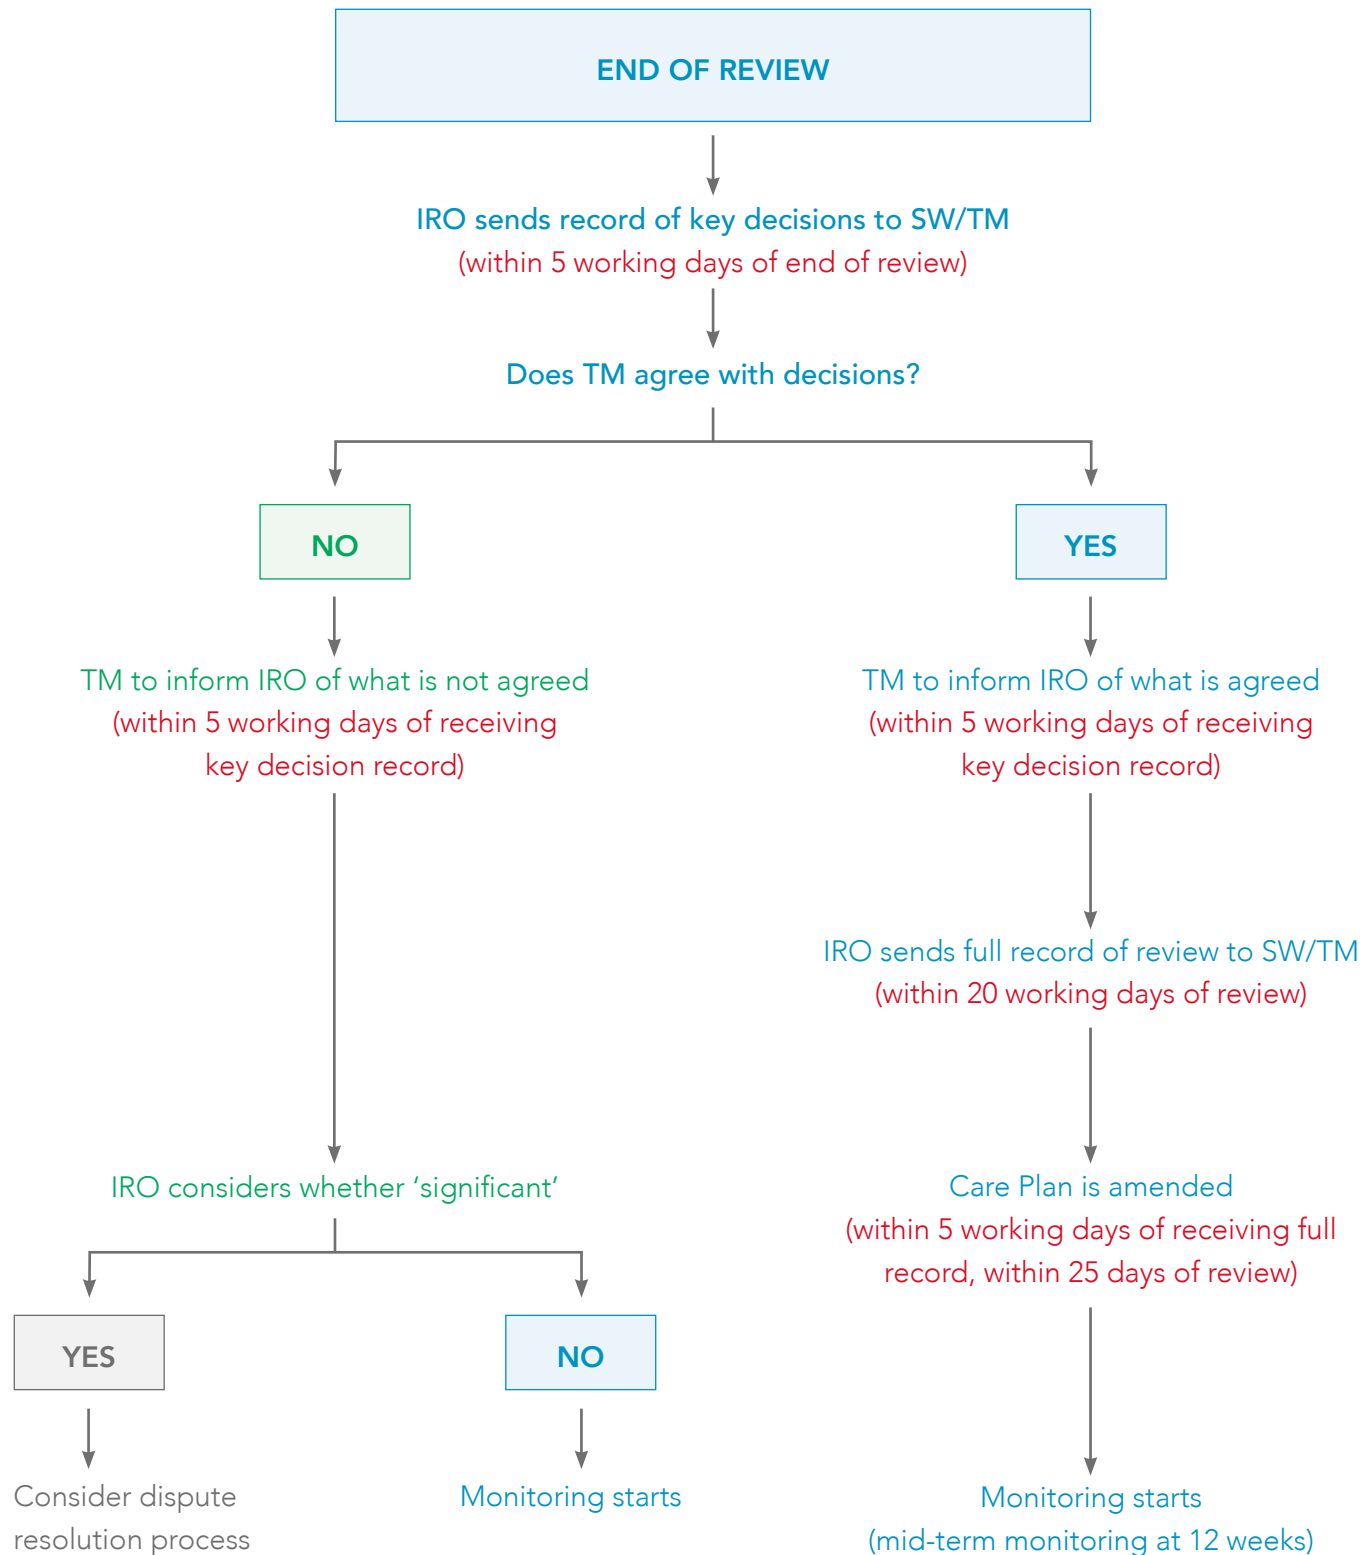 END OF REVIEW
IRO sends record of key decisions to SW/TM
(within 5 working days of end of review)
Does TM agree with decisions?
NO
YES
TM to inform IRO of what is not agreed
(within 5 working days of receiving
key decision record)
TM to inform IRO of what is agreed
(within 5 working days of receiving
key decision record)
IRO sends full record of review to SW/TM
(within 20 working days of review)
IRO considers whether ‘significant’
Care Plan is amended
(within 5 working days of receiving full
record, within 25 days of review)
YES
NO
Consider dispute
resolution process
Monitoring starts
Monitoring starts
(mid-term monitoring at 12 weeks)